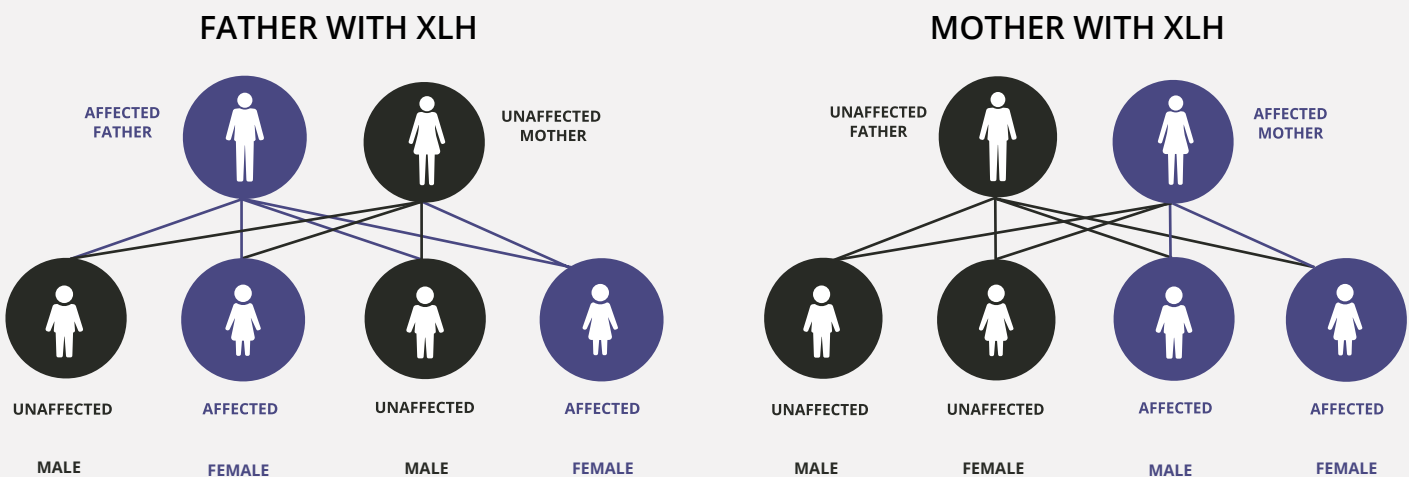 FATHER WITH XLH
AFFECTED
FATHER
UNAFFECTED
MOTHER
UNAFFECTED
AFFECTED
UNAFFECTED
AFFECTED
MALE
FEMALE
MALE
FEMALE
MOTHER WITH XLH
UNAFFECTED
FATHER
AFFECTED
MOTHER
UNAFFECTED
UNAFFECTED
AFFECTED
AFFECTED
MALE
FEMALE
MALE
FEMALE